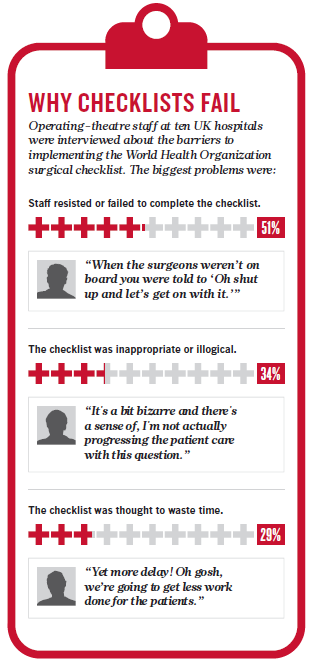 WHY CHECKLISTS FAIL
Operating-theatre staff at ten UK hospitals
were interviewed about the barriers to
implementing the World Health Organization
surgical checklist. The biggest problems were:
Staff resisted or failed to complete the checklist.
51%
“When the surgeons weren't on
board you were told to ‘Oh shut
up and let's get on with it.’”
The checklist was inappropriate or illogical.
34%
“It's a bit bizarre and there's
a sense of, I'm not actually
progressing the patient care
with this question.”
The checklist was thought to waste time.
29%
“Yet more delay! Oh gosh,
we're going to get less work
done for the patients.”